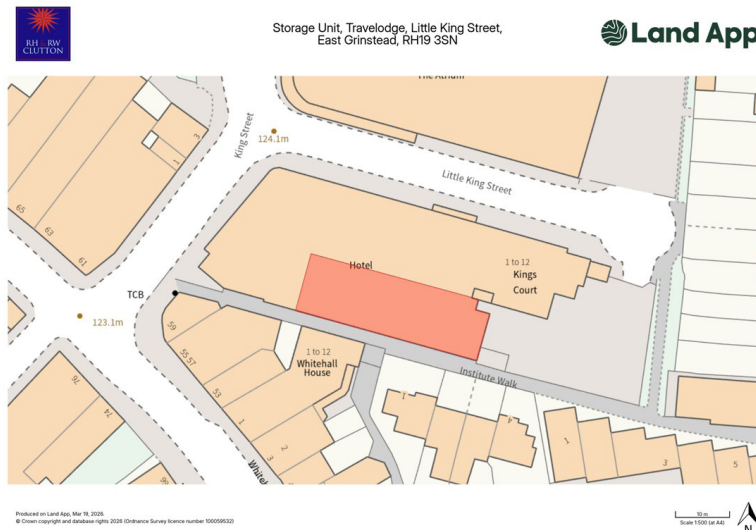 RH & RW
CLUTTON
Storage Unit, Travelodge, Little King Street,
East Grinstead, RH19 3SN
Land App
The Atrium
King Street
124.1m
3
1
Little King Street
65
63
61
Hotel
1 to 12
Kings
Court
TCB
123.1m
59
55 57
53
1 to 12
Whitehall
House
Institute Walk
76
74
1
2
3
1
4
1
3
5
66
White
Produced on Land App, Mar 19, 2026.
© Crown copyright and database rights 2026 (Ordnance Survey licence number 100059532)
10 m
Scale 1:500 (at A4)
N